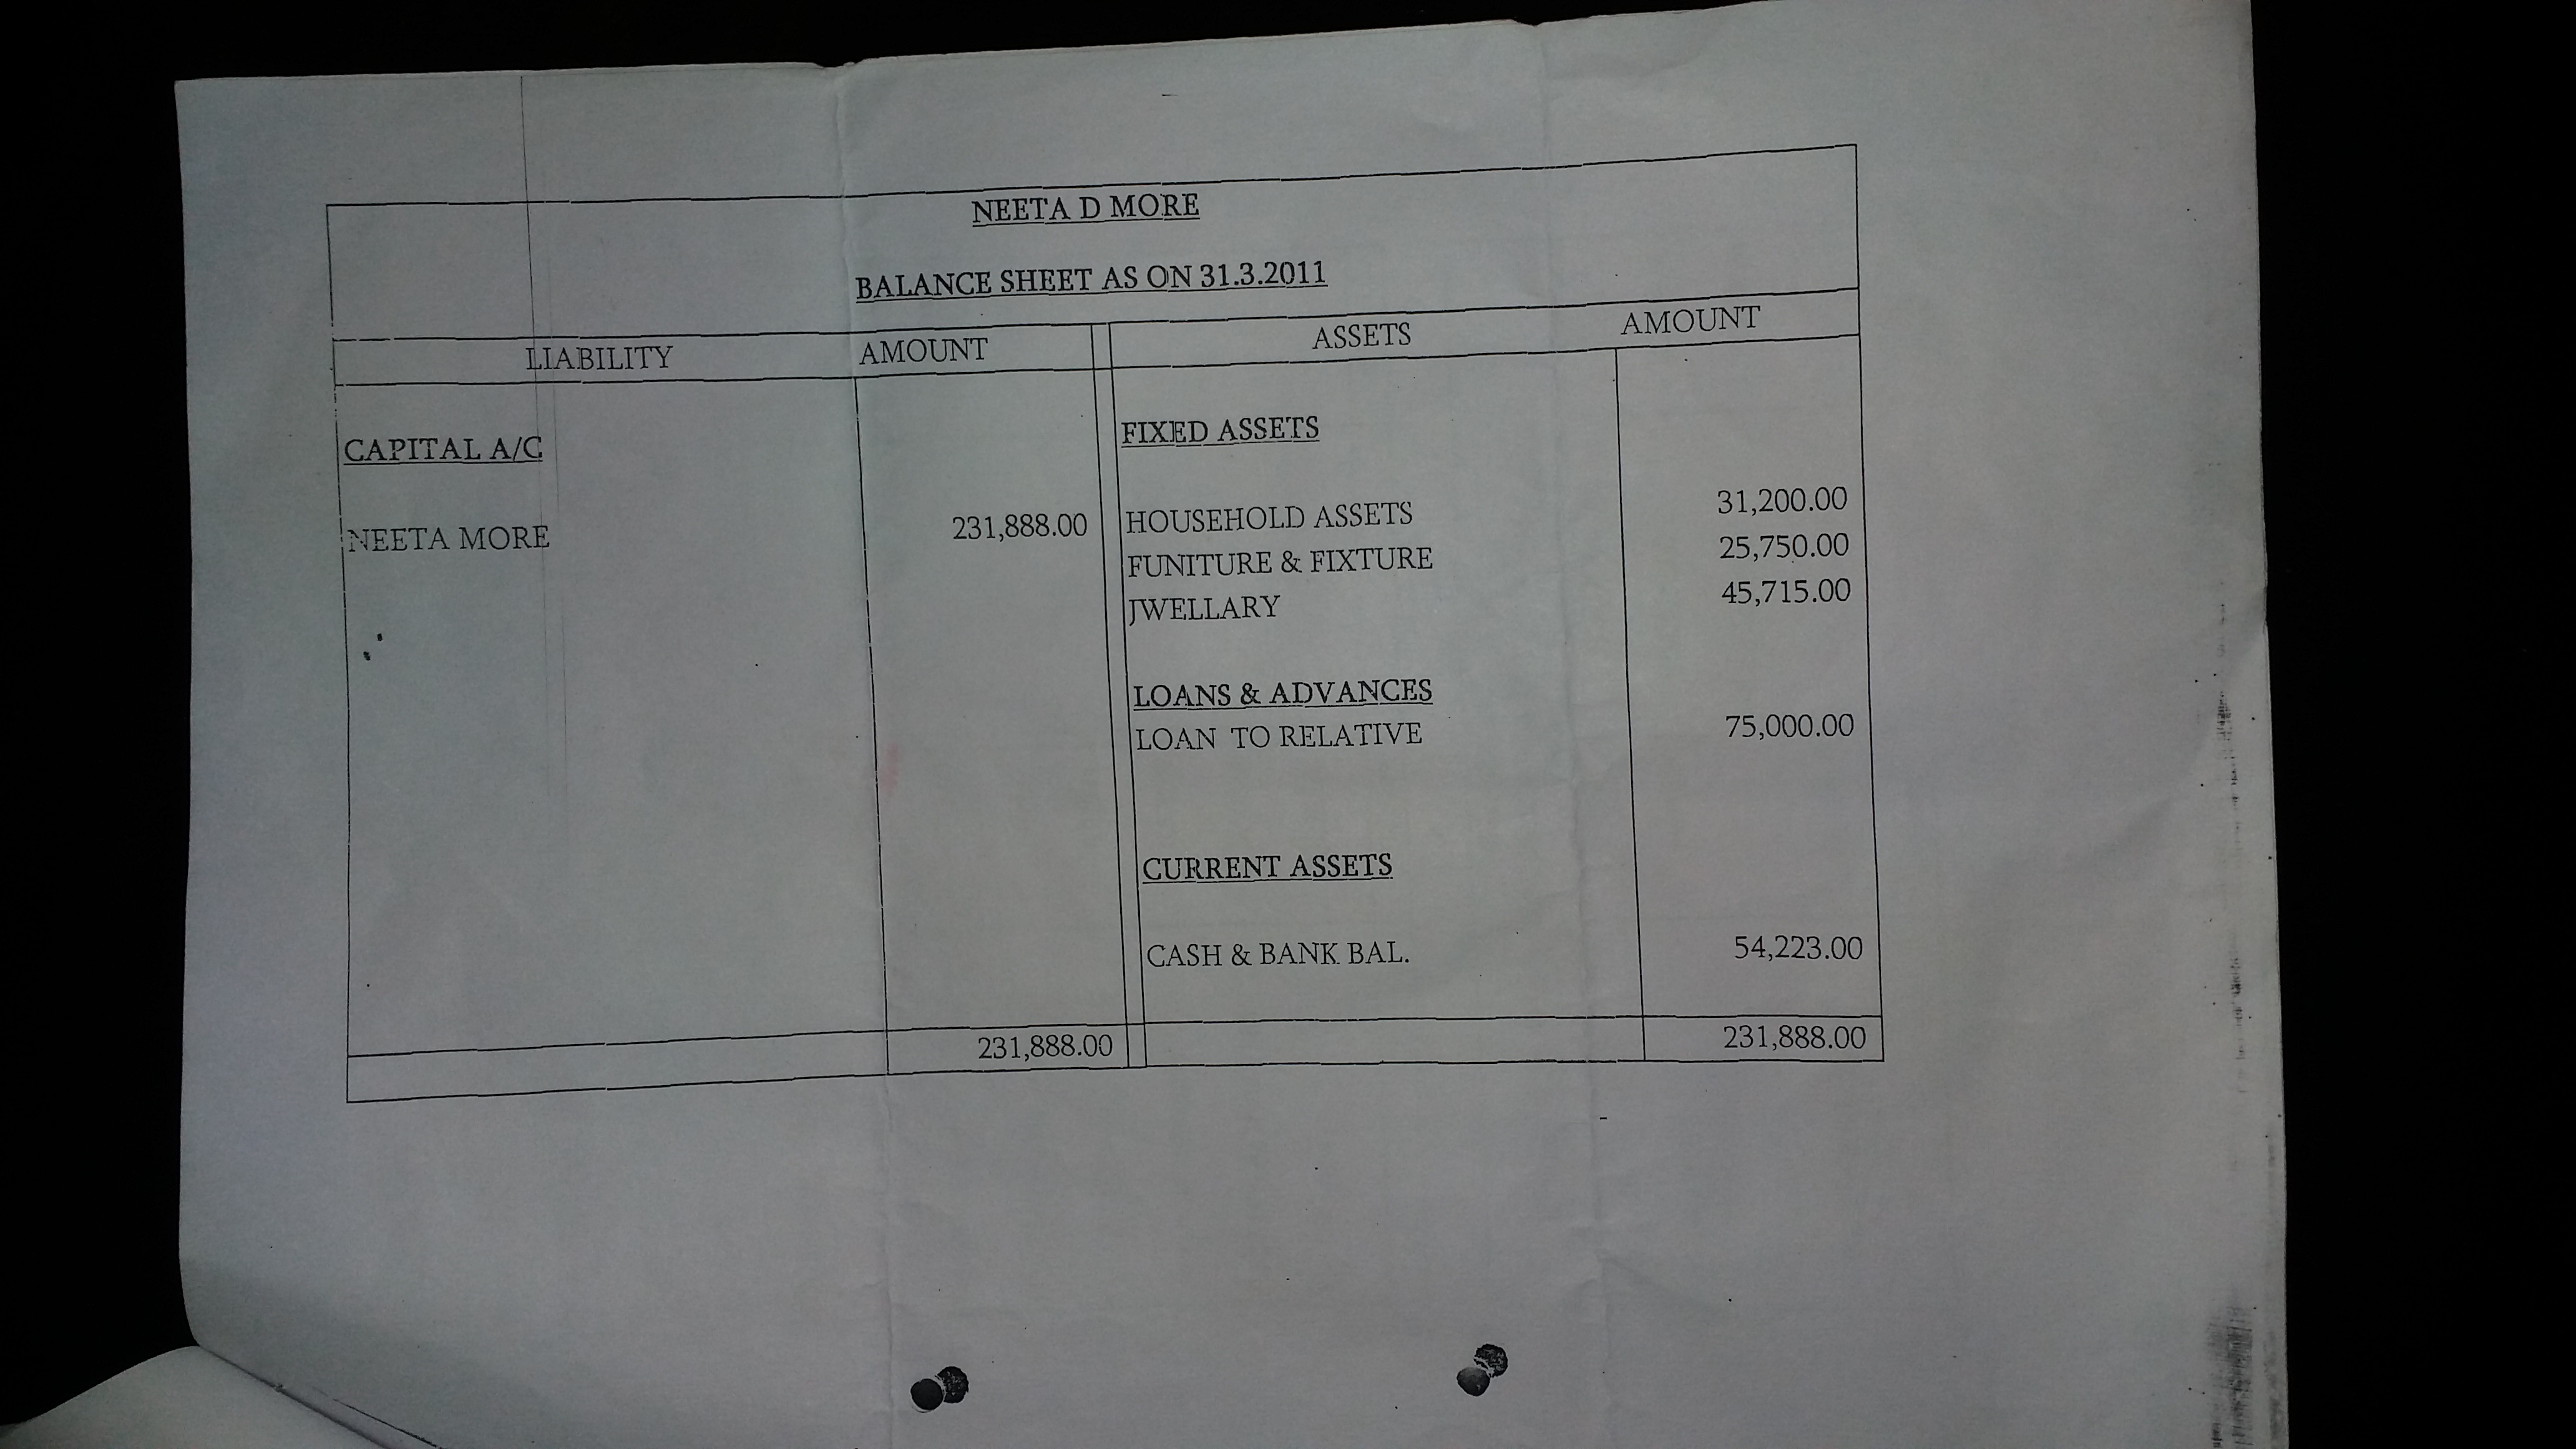 NEETA D MORE
BALANCE SHEET AS ON 31.3.2011
LIABILITY AMOUNT ASSETS AMOUNT
CAPITAL A/C FIXED ASSETS
NEETA MORE 231,888.00 HOUSEHOLD ASSETS 31,200.00
FUNITURE & FIXTURE 25,750.00
JWELLARY 45,715.00
LOANS & ADVANCES
LOAN TO RELATIVE 75,000.00
CURRENT ASSETS
CASH & BANK BAL. 54,223.00
231,888.00 231,888.00